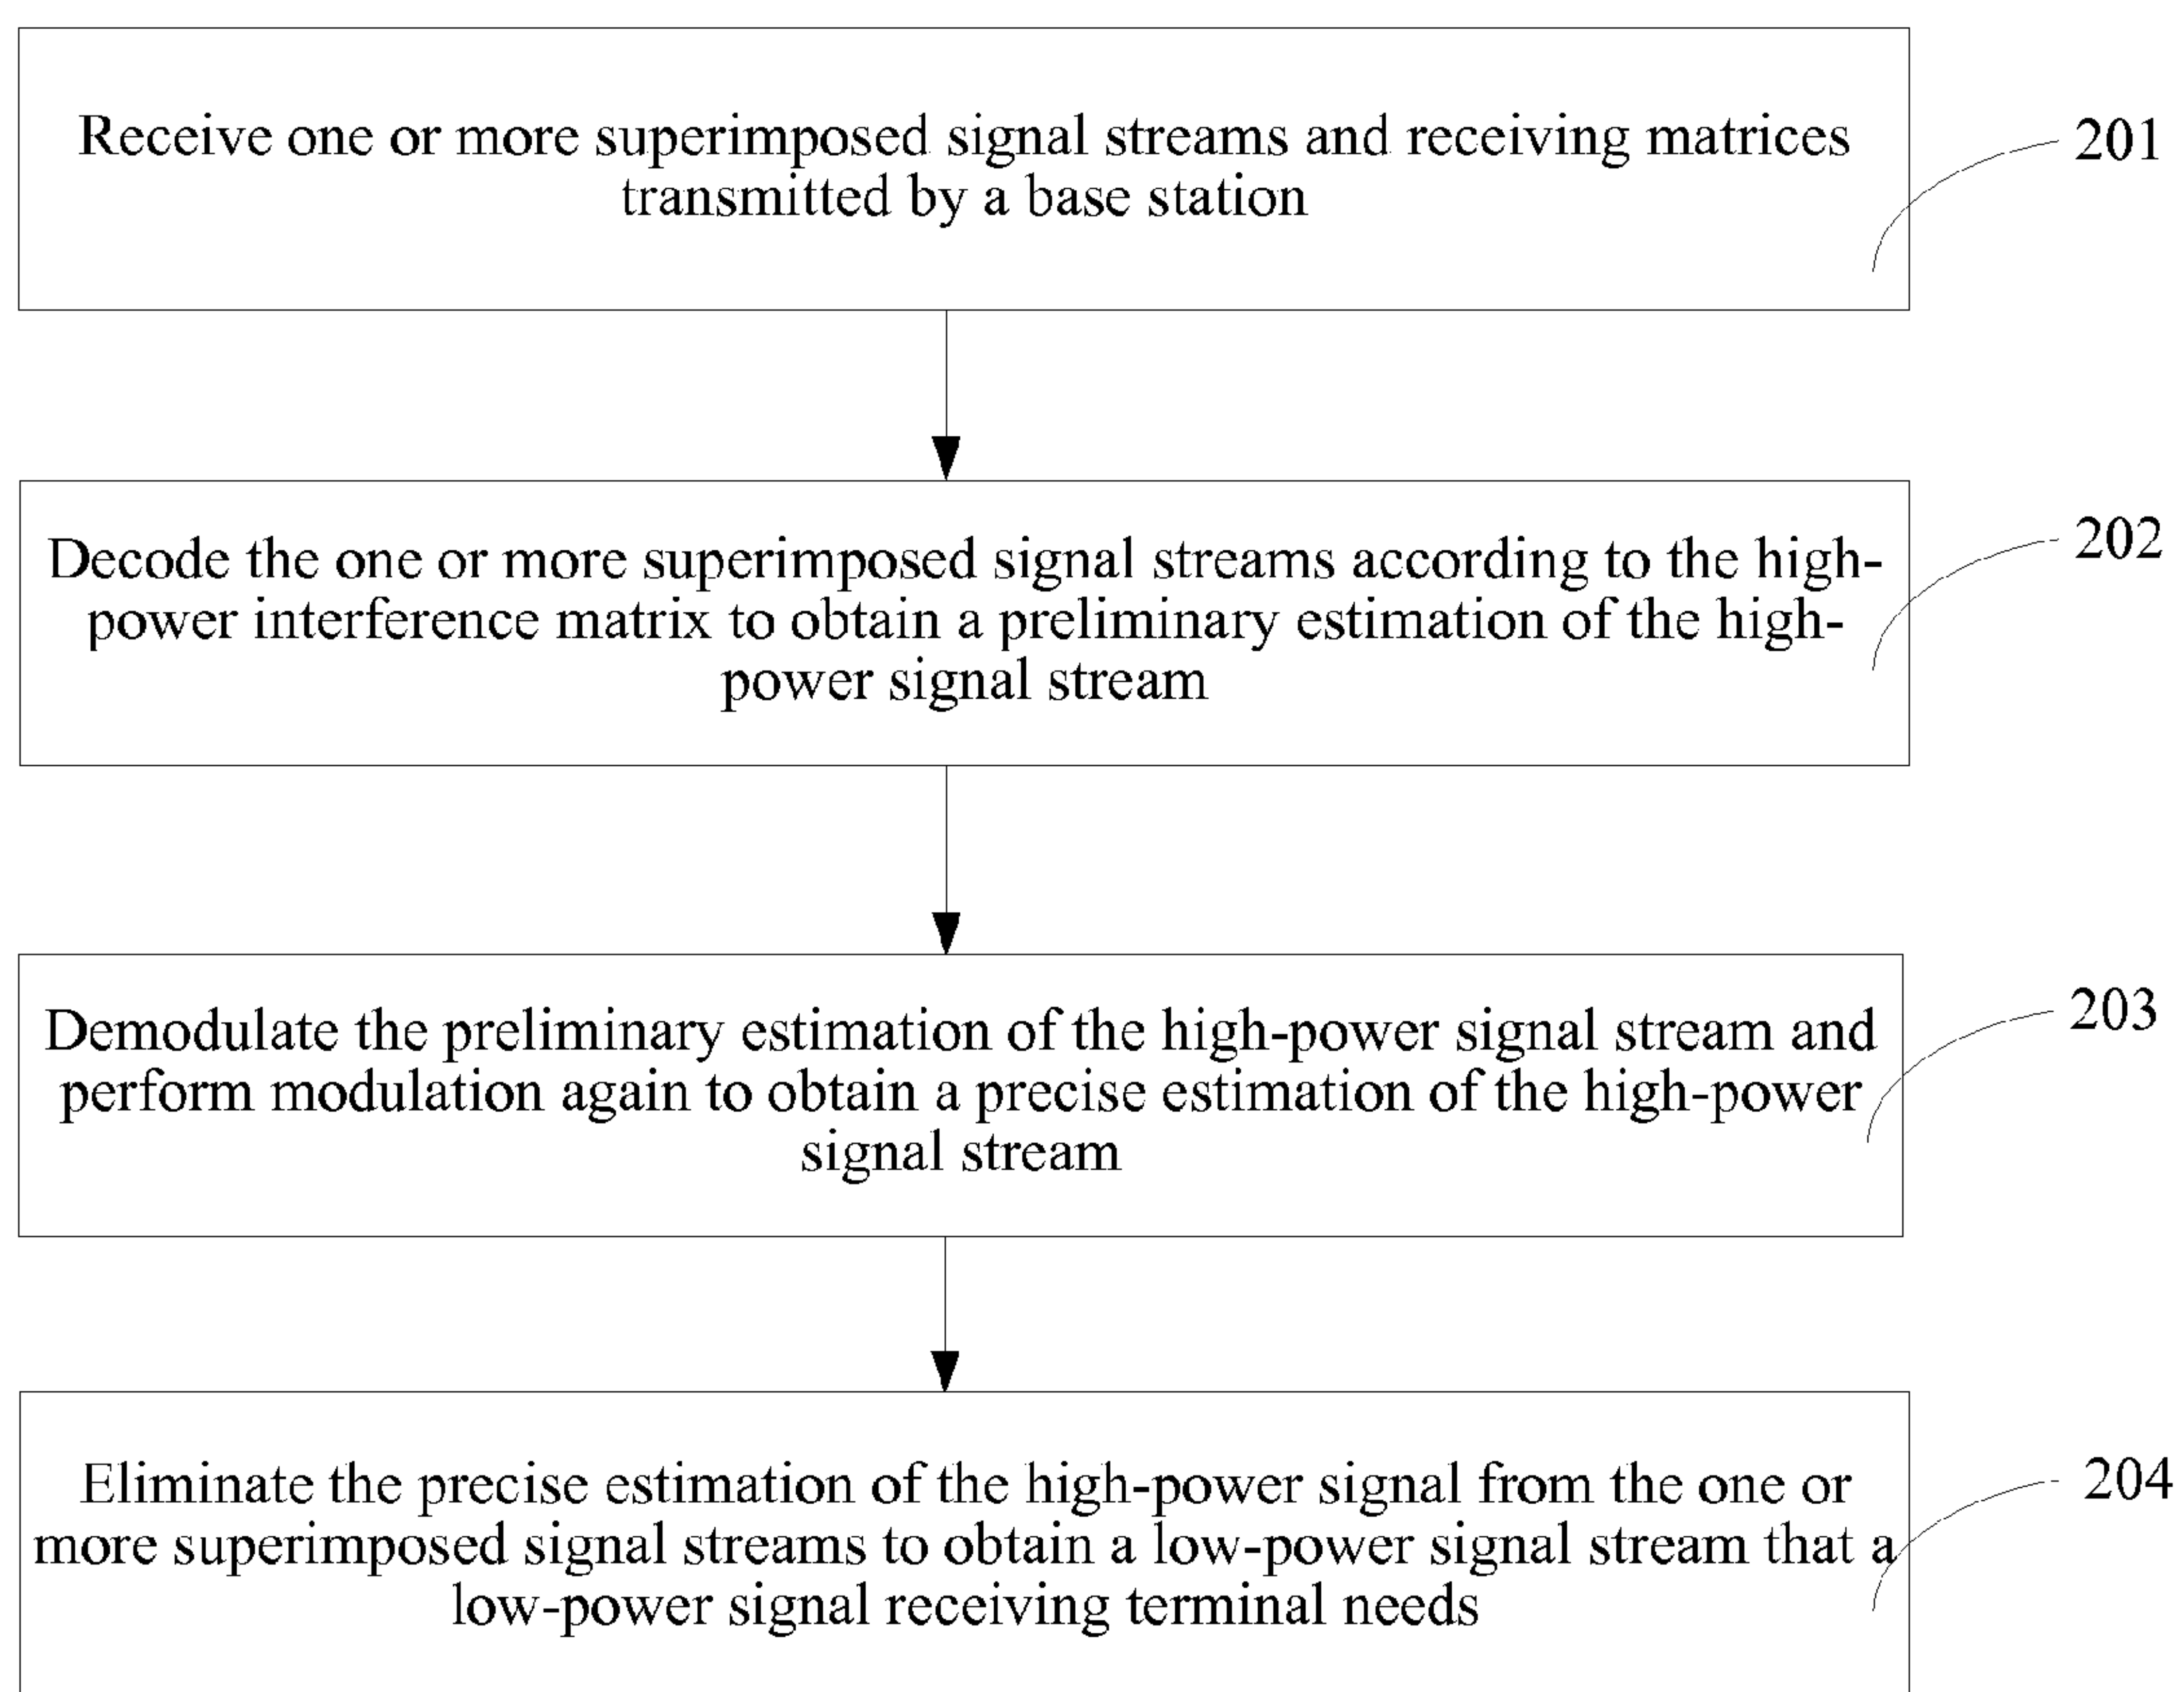 Receive one or more superimposed signal streams and receiving matrices
transmitted by a base station
201
Decode the one or more superimposed signal streams according to the high-
power interference matrix to obtain a preliminary estimation of the high-
power signal stream
202
Demodulate the preliminary estimation of the high-power signal stream and
perform modulation again to obtain a precise estimation of the high-power
signal stream
203
Eliminate the precise estimation of the high-power signal from the one or
more superimposed signal streams to obtain a low-power signal stream that a
low-power signal receiving terminal needs
204